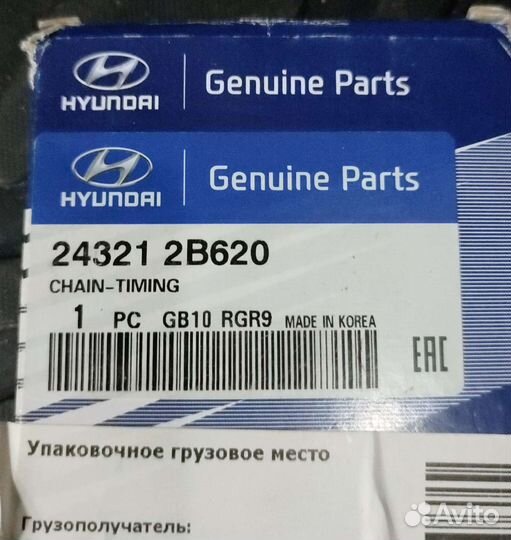 HYUNDAI
Genuine Parts
HYUNDAI
Genuine Parts
24321 2B620
CHAIN-TIMING
1 PC GB10 RGR9 MADE IN KOREA
EAC
Упаковочное грузовое место
Грузополучатель:
Avito